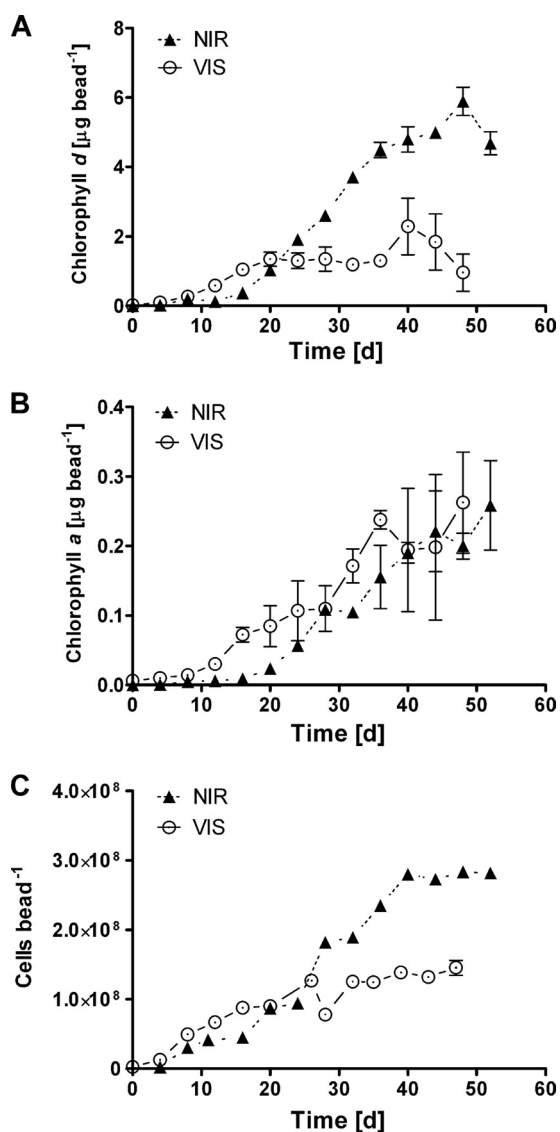 A
NIR
VIS
Chlorophyll d [µg bead⁻¹]
8
6
4
2
0
0 10 20 30 40 50 60
Time [d]
B
NIR
VIS
Chlorophyll a [µg bead⁻¹]
0.4
0.3
0.2
0.1
0.0
0 10 20 30 40 50 60
Time [d]
C
NIR
VIS
Cells bead⁻¹
4.0×10⁸
3.0×10⁸
2.0×10⁸
1.0×10⁸
0
0 10 20 30 40 50 60
Time [d]